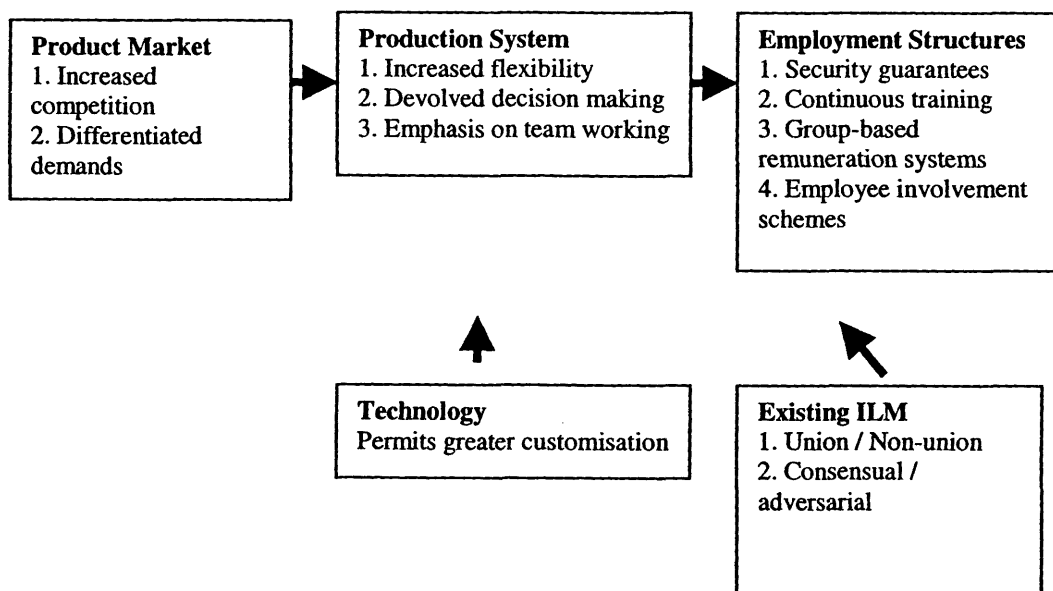 Product Market
1. Increased
competition
2. Differentiated
demands
Production System
1. Increased flexibility
2. Devolved decision making
3. Emphasis on team working
Employment Structures
1. Security guarantees
2. Continuous training
3. Group-based
remuneration systems
4. Employee involvement
schemes
Technology
Permits greater customisation
Existing ILM
1. Union / Non-union
2. Consensual /
adversarial